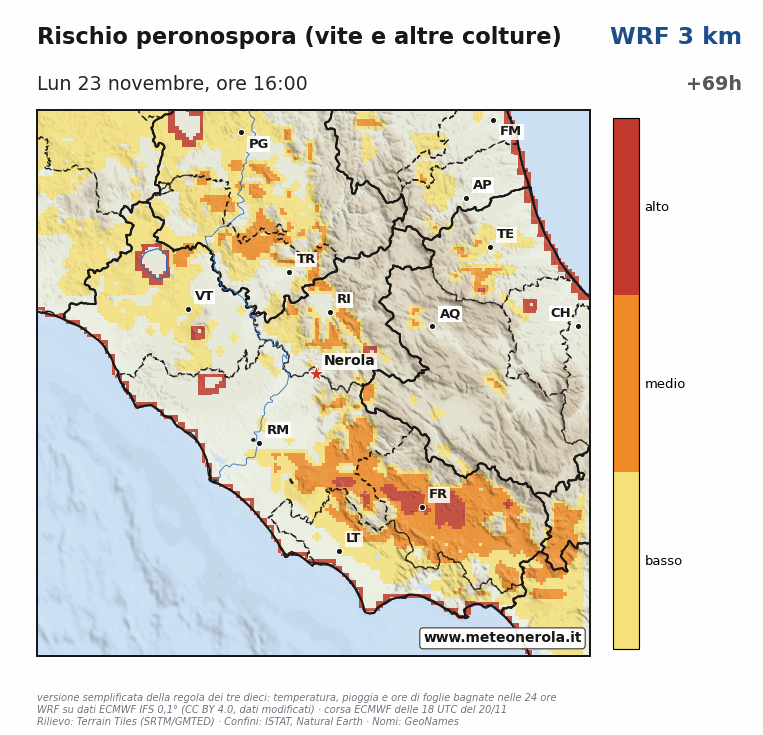 Rischio peronospora (vite e altre colture)
WRF 3 km
Lun 23 novembre, ore 16:00
+69h
FM
PG
AP
TE
TR
VT
RI
AQ
CH
Nerola
RM
FR
LT
alto
medio
basso
www.meteonerola.it
versione semplificata della regola dei tre dieci: temperatura, pioggia e ore di foglie bagnate nelle 24 ore
WRF su dati ECMWF IFS 0,1° (CC BY 4.0, dati modificati) · corsa ECMWF delle 18 UTC del 20/11
Rilievo: Terrain Tiles (SRTM/GMTED) · Confini: ISTAT, Natural Earth · Nomi: GeoNames